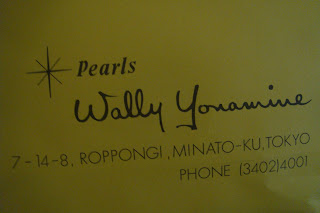 Pearls
Wally Yonamine
7-14-8, ROPPONGI, MINATO-KU, TOKYO
PHONE (3402)4001